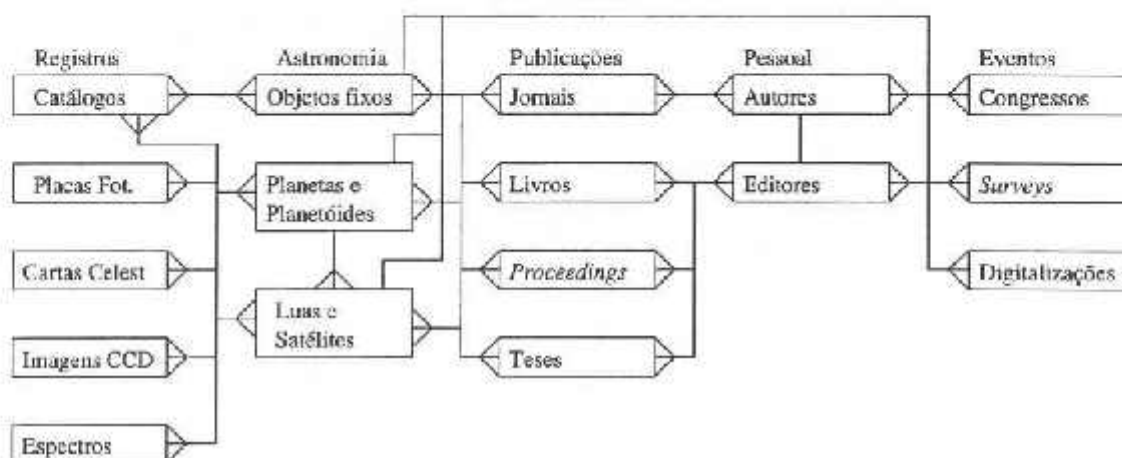 Registros
Catálogos
Placas Fot.
Cartas Celest
Imagens CCD
Espectros
Astronomia
Objetos fixos
Planetas e
Planetóides
Luas e
Satélites
Publicações
Jornais
Livros
Proceedings
Teses
Pessoal
Autores
Editores
Eventos
Congressos
Surveys
Digitalizações